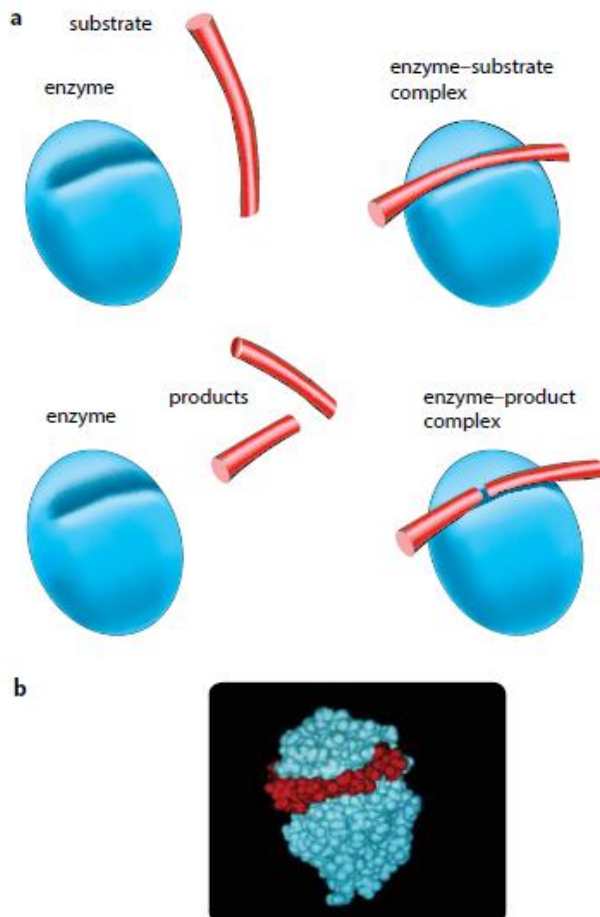 a
substrate
enzyme
enzyme–substrate
complex
enzyme
products
enzyme–product
complex
b